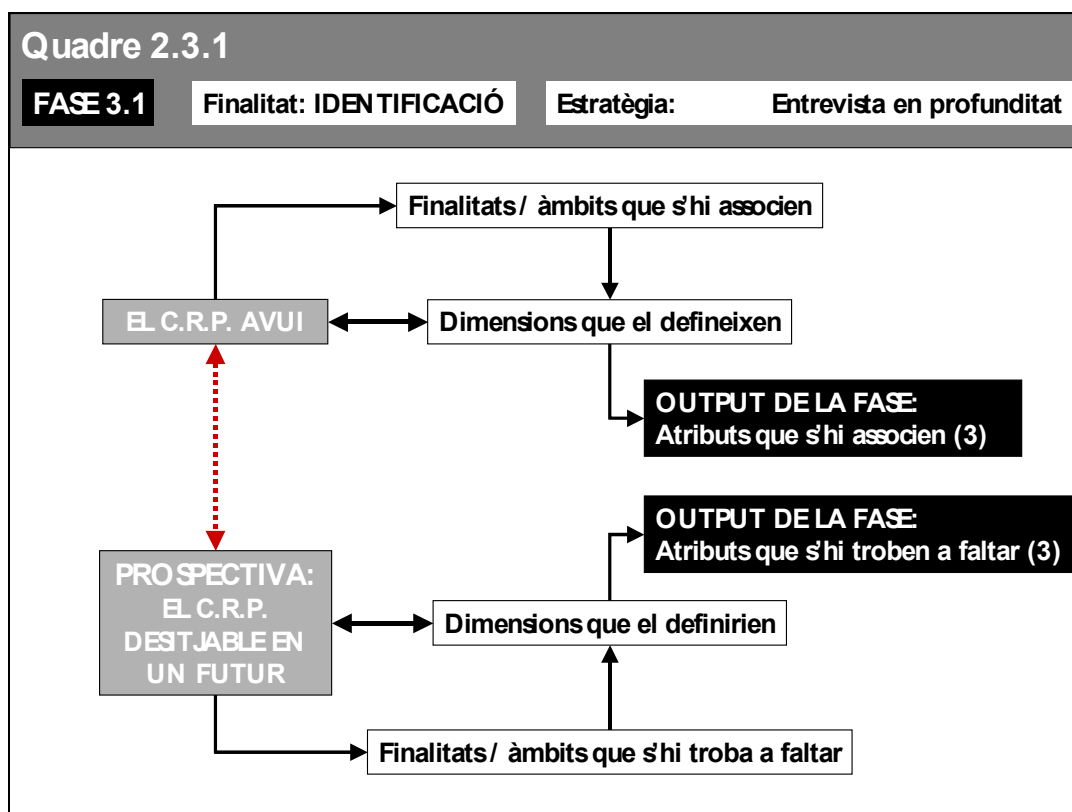 Quadre 2.3.1
FASE 3.1 Finalitat: IDENTIFICACIÓ Estratègia: Entrevista en profunditat
Finalitats / àmbits que s'hi associen
EL C.R.P. AVUI
Dimensions que el defineixen
OUTPUT DE LA FASE:
Atributs que s'hi associen (3)
OUTPUT DE LA FASE:
Atributs que s'hi troben a faltar (3)
PROSPECTIVA:
EL C.R.P.
DESITJABLE EN
UN FUTUR
Dimensions que el definirien
Finalitats / àmbits que s'hi troba a faltar